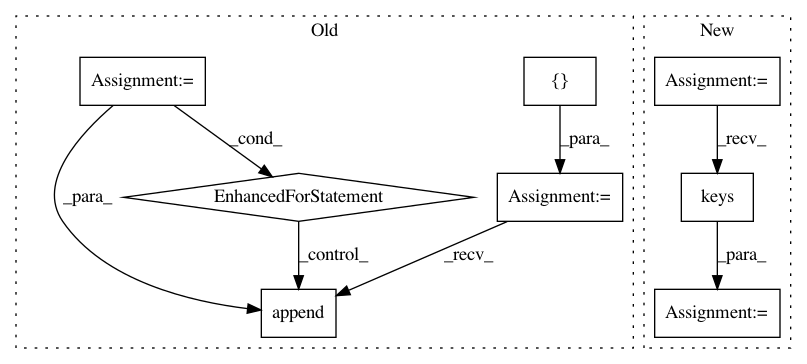 Old
New
Assignment:=
{}
Assignment:=
_cond_
_para_
_recv_
_para_
EnhancedForStatement
Assignment:=
keys
_control_
_recv_
_para_
append
Assignment:=